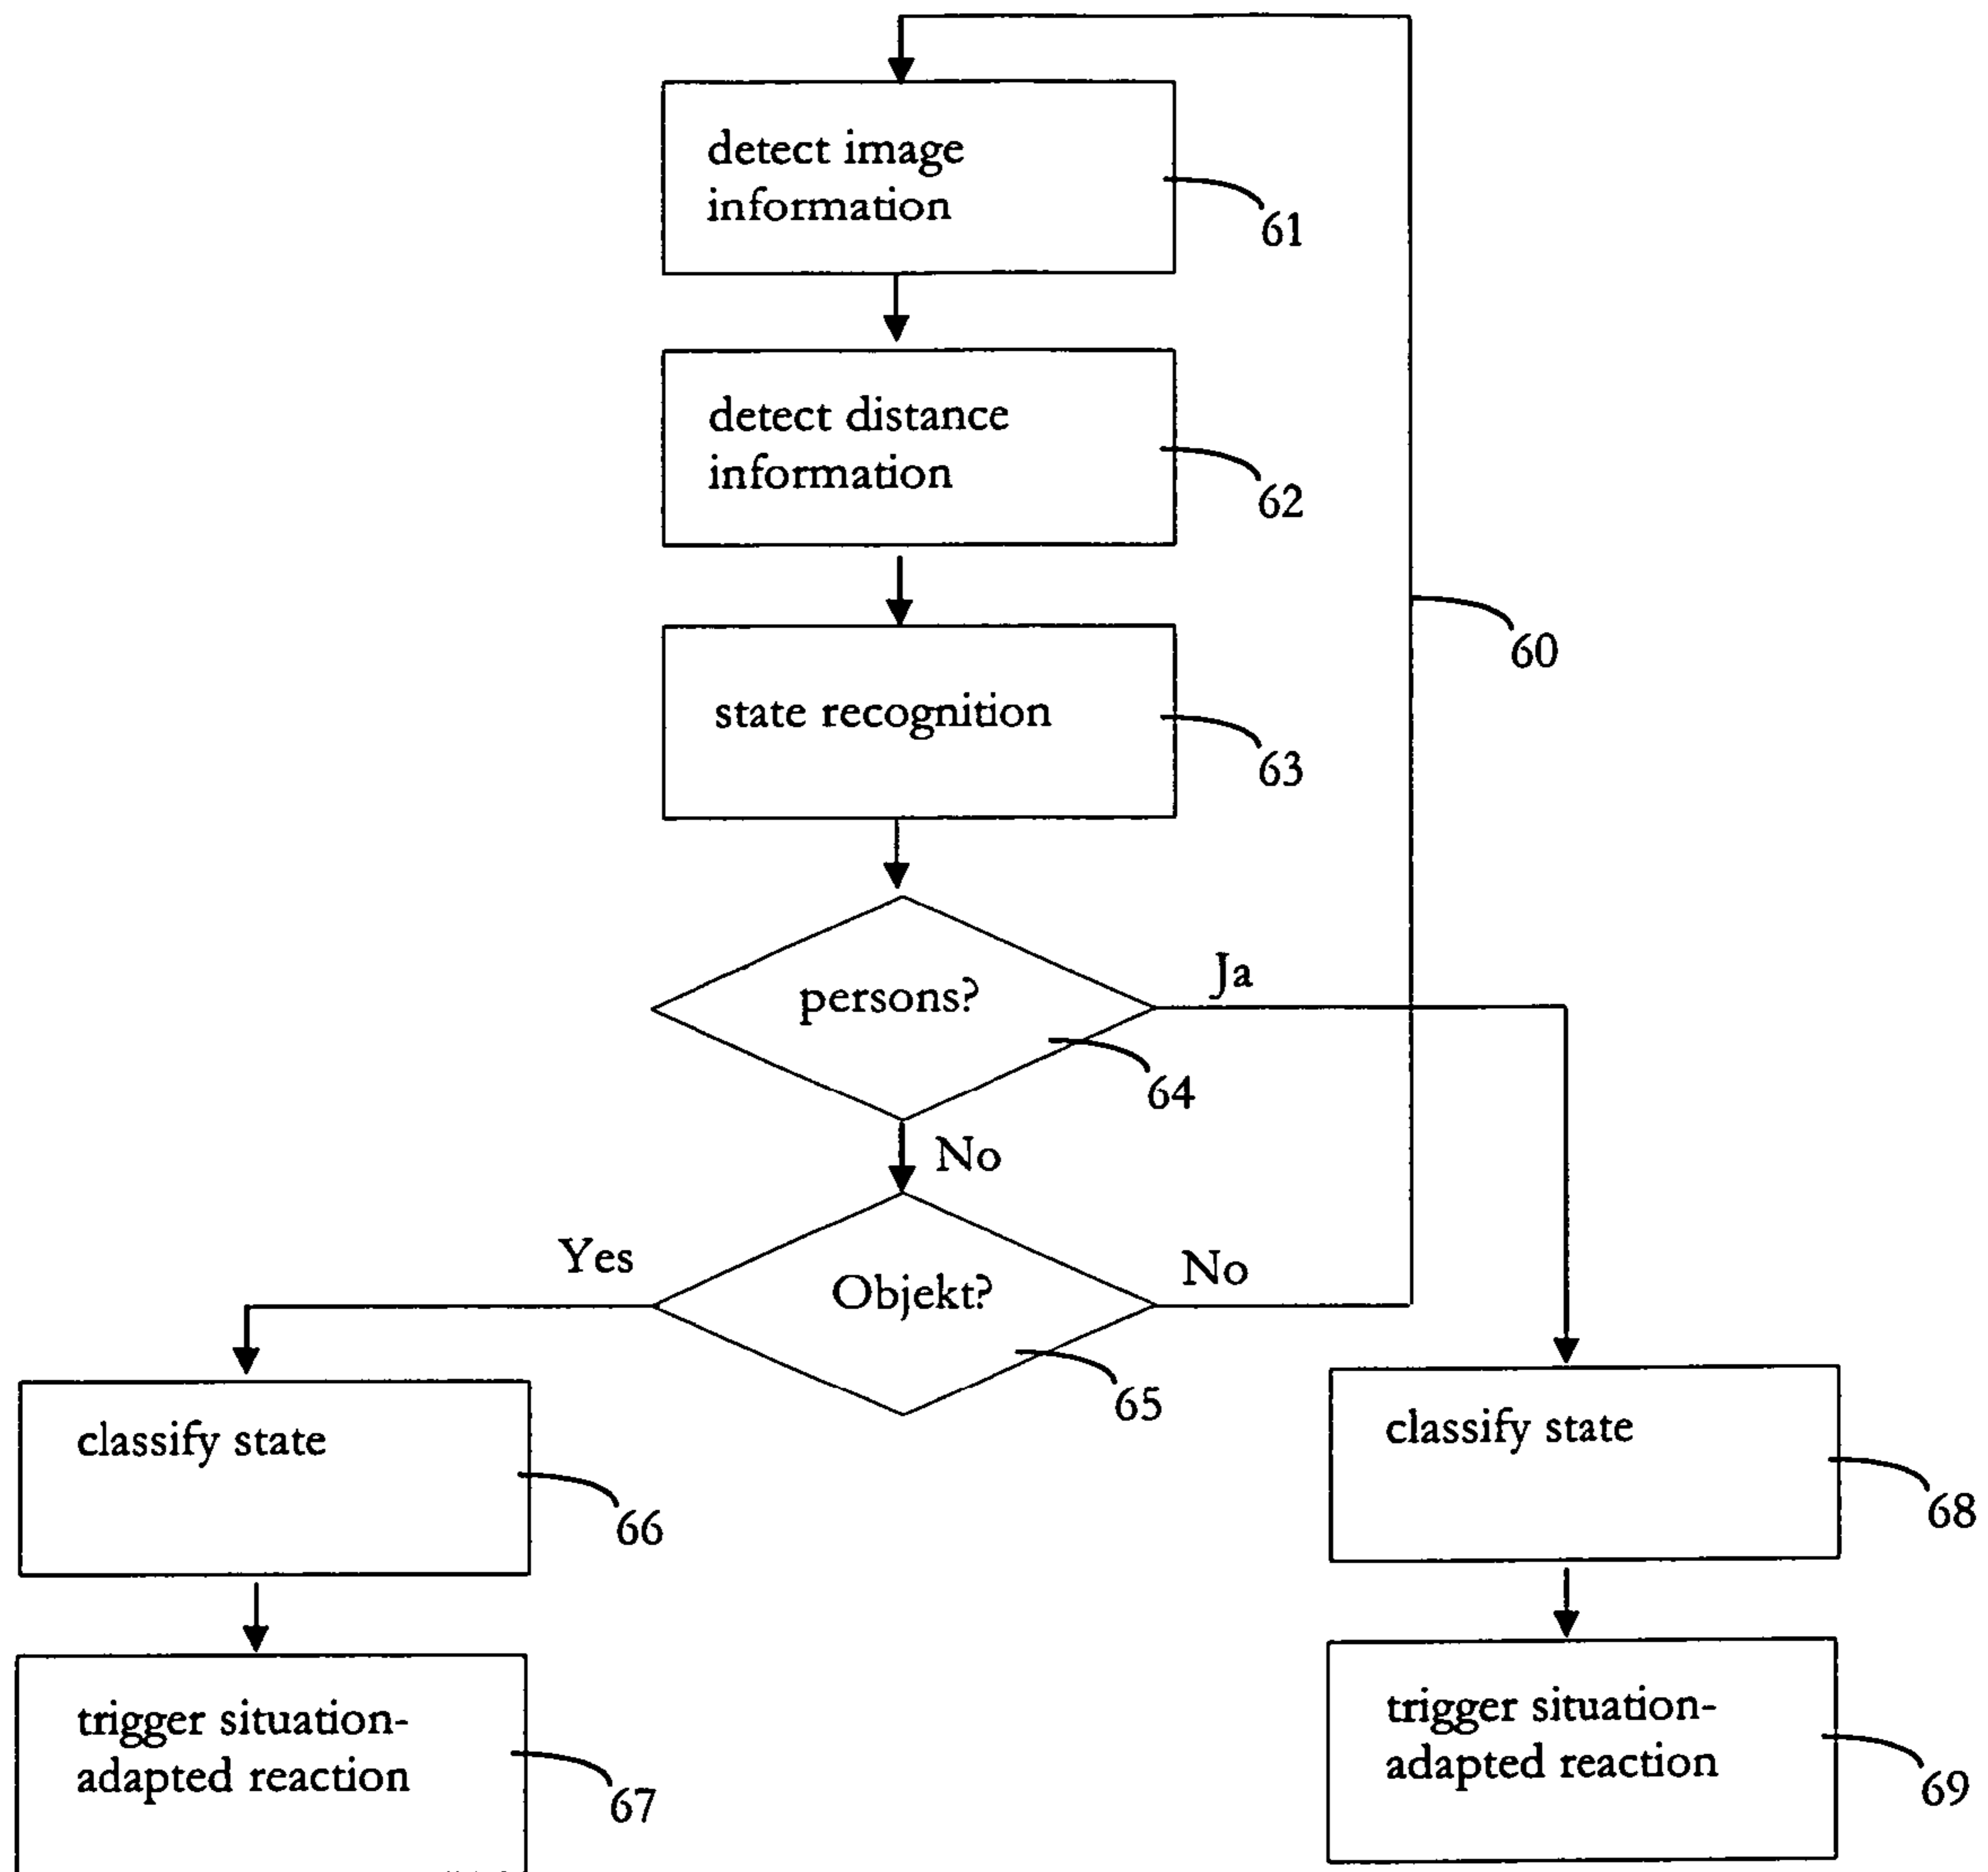 detect image
information
61
detect distance
information
62
60
state recognition
63
persons?
Ja
64
No
Yes
Objekt?
No
65
classify state
66
classify state
68
trigger situation-
adapted reaction
67
trigger situation-
adapted reaction
69